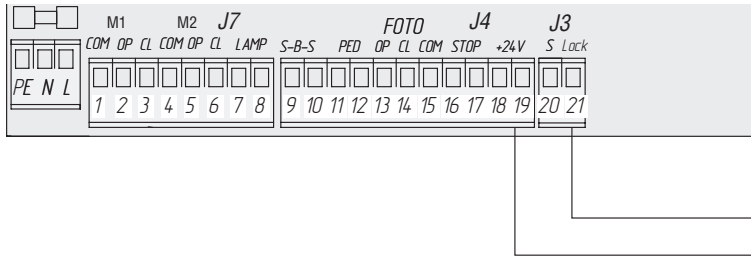 M1 M2 J7 FOTO J4 J3
COM OP CL COM OP CL LAMP S-B-S PED OP CL COM STOP +24V S Lock
PE N L
1 2 3 4 5 6 7 8 9 10 11 12 13 14 15 16 17 18 19 20 21